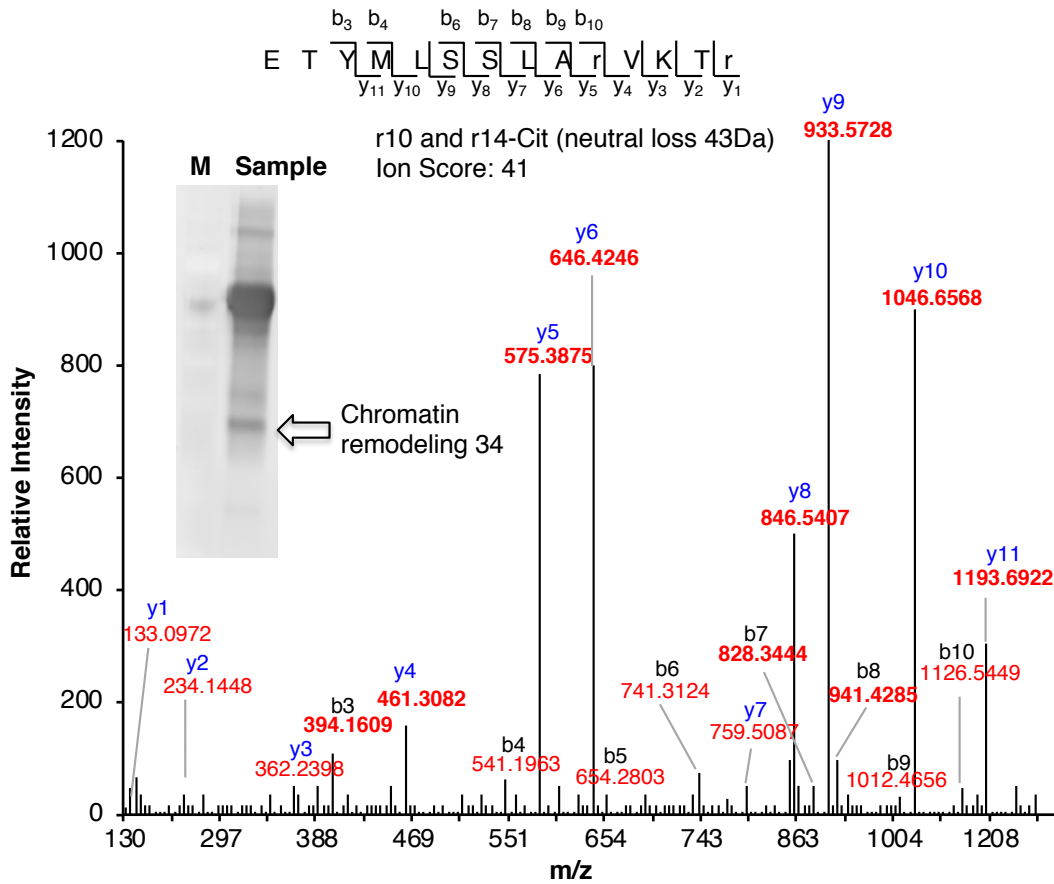 b3 b4 b6 b7 b8 b9 b10
E T Y M L S S L A r V K T r
y11 y10 y9 y8 y7 y6 y5 y4 y3 y2 y1
r10 and r14-Cit (neutral loss 43Da)
Ion Score: 41
M Sample
Chromatin
remodeling 34
Relative Intensity
1200
1000
800
600
400
200
0
y1
133.0972
y2
234.1448
y3
362.2398
b3
394.1609
y4
461.3082
b4
541.1963
y5
575.3875
y6
646.4246
b5
654.2803
b6
741.3124
y7
759.5087
b7
828.3444
y8
846.5407
y9
933.5728
b8
941.4285
b9
1012.4656
y10
1046.6568
b10
1126.5449
y11
1193.6922
130 297 388 469 551 654 743 863 1004 1208
m/z